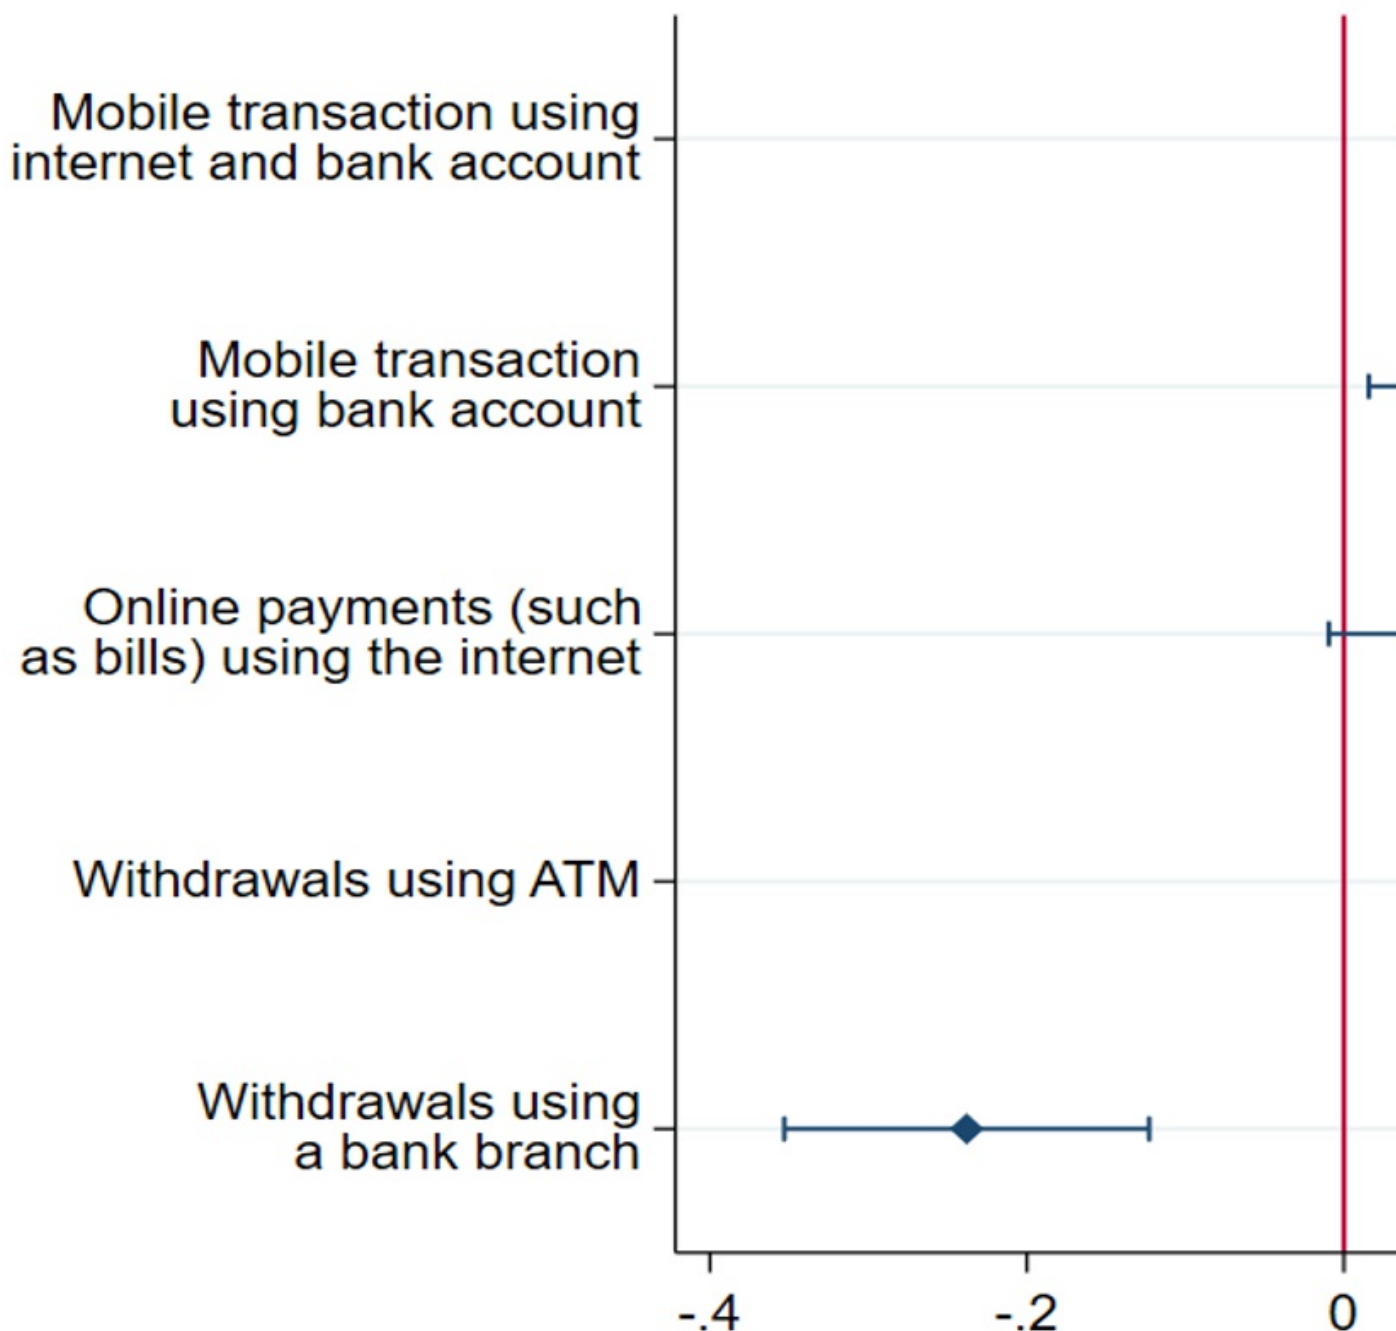 Mobile transaction using
internet and bank account
Mobile transaction
using bank account
Online payments (such
as bills) using the internet
Withdrawals using ATM
Withdrawals using
a bank branch
-.4 -.2 0